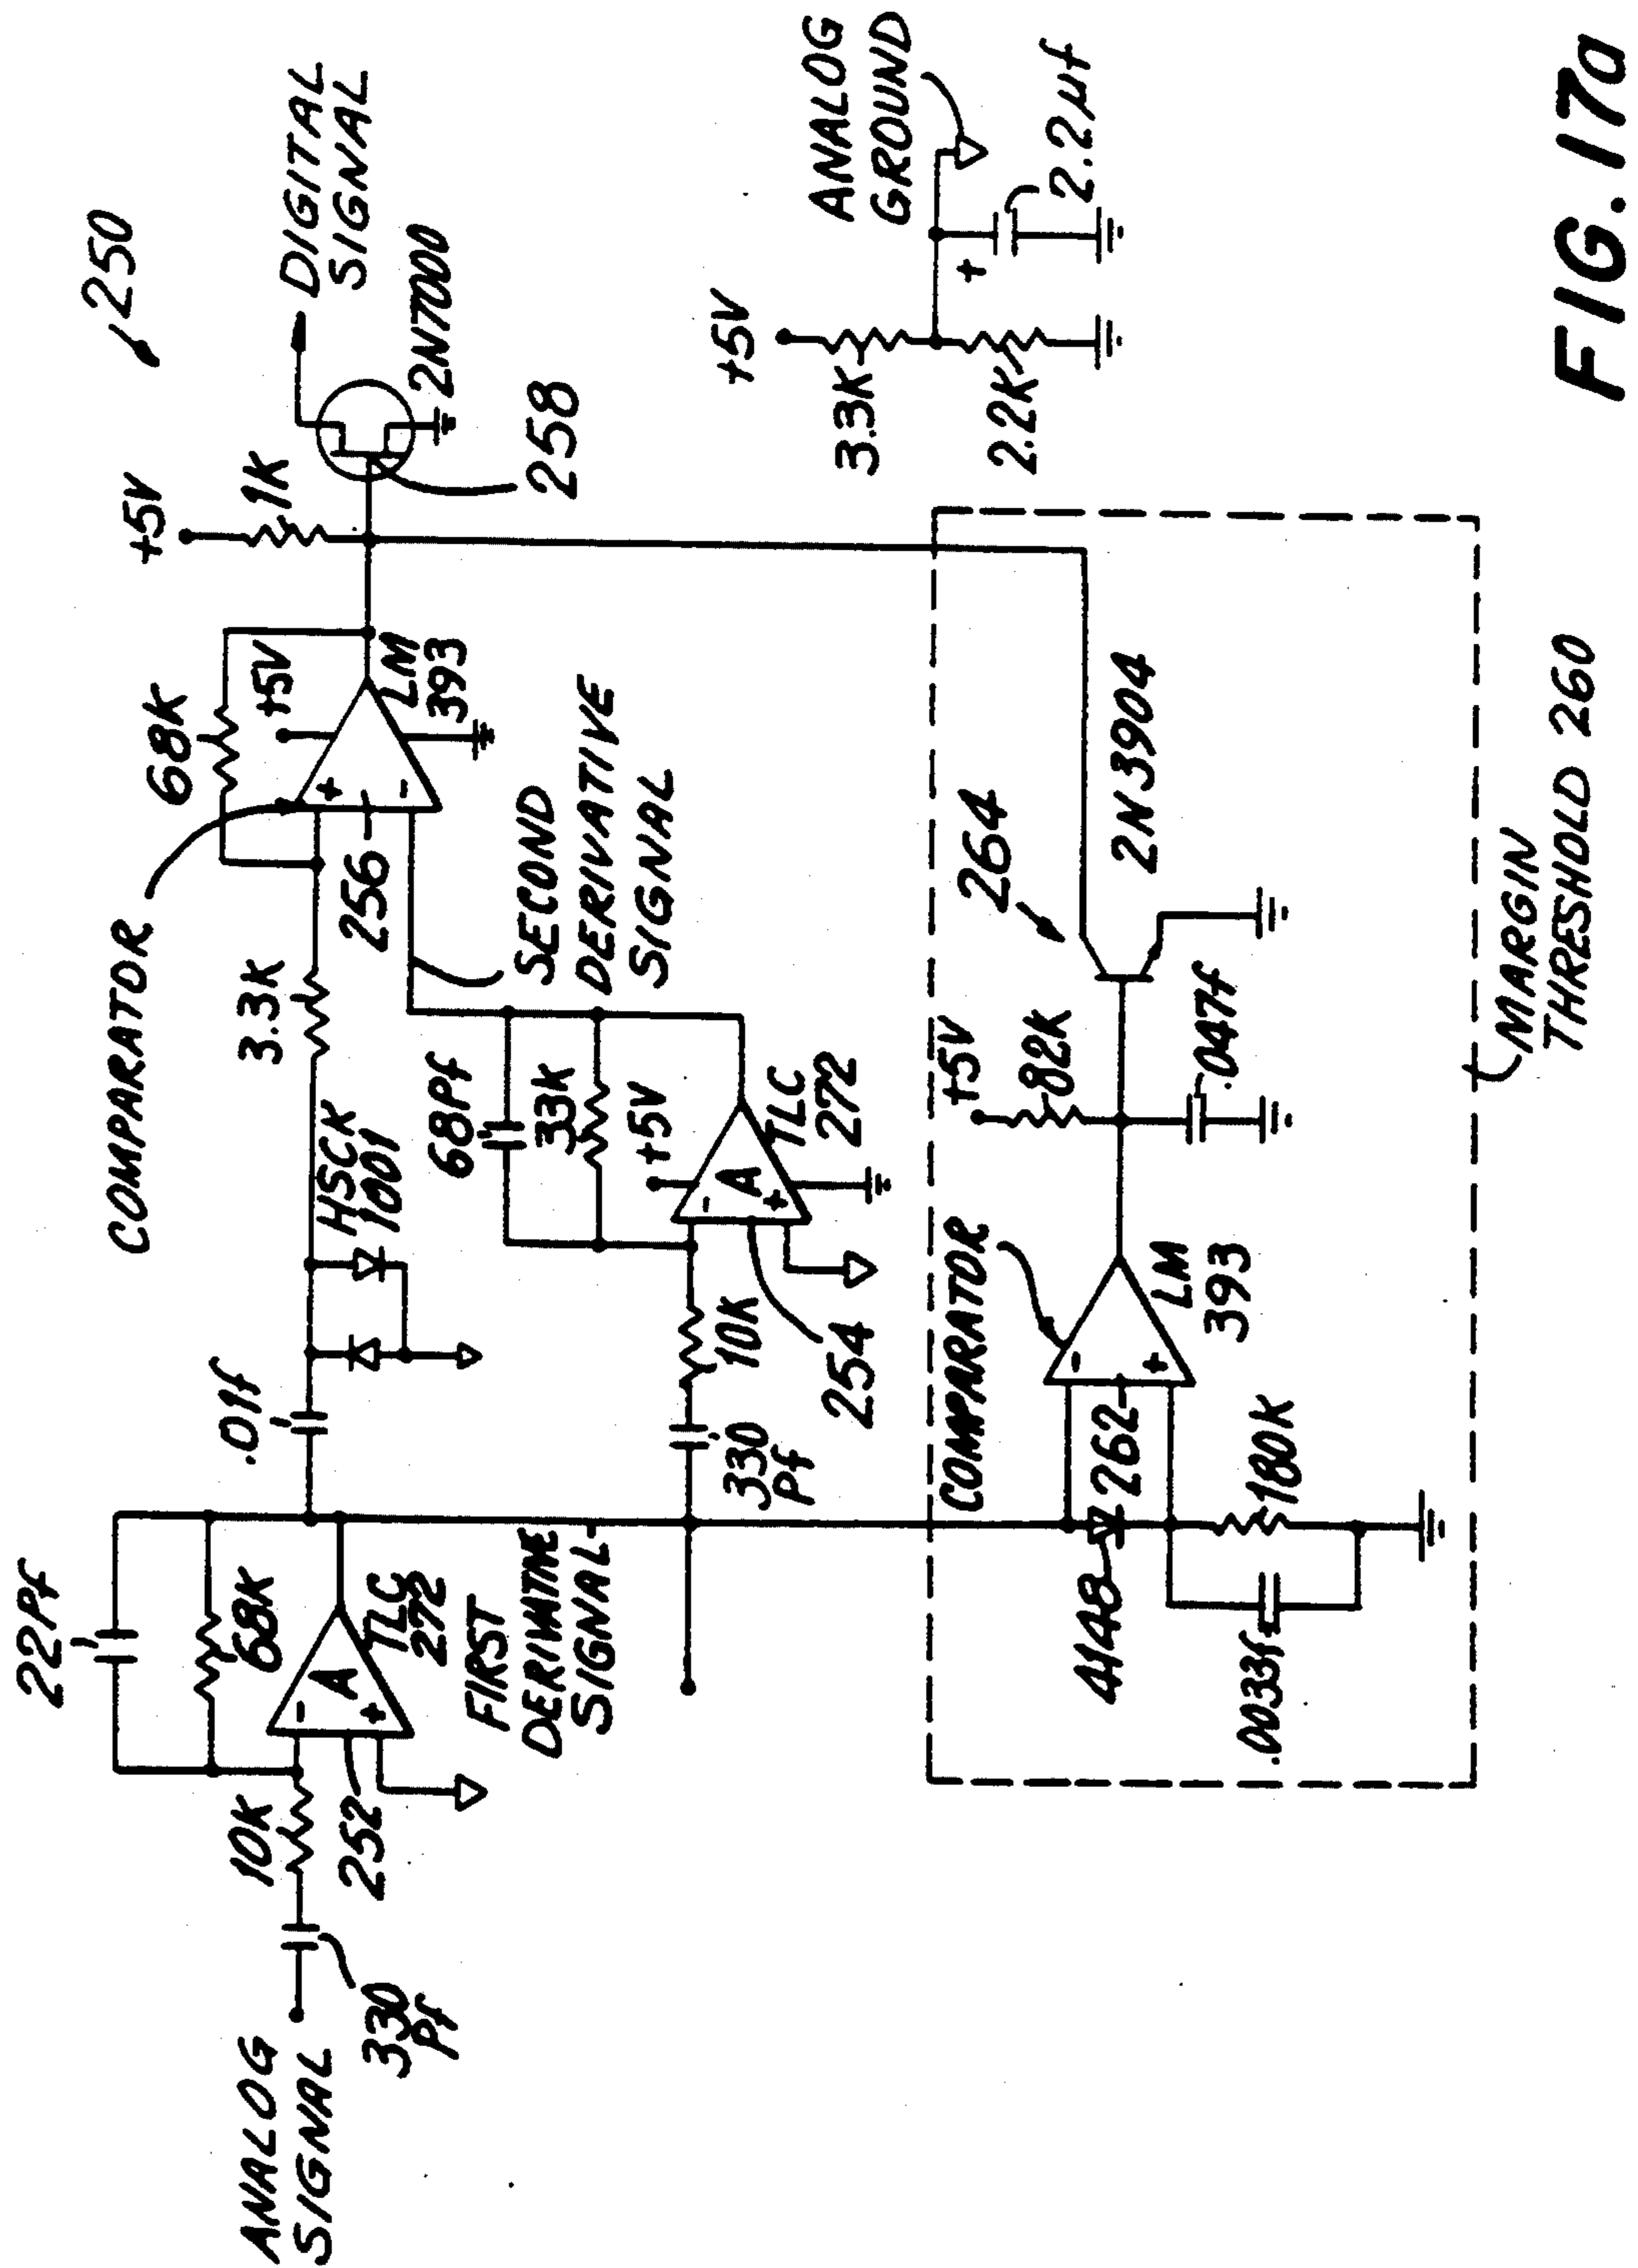 250
+5V
1K
DIGITAL
SIGNAL
2N7000
258
68K
+5V
LM
393
256
+
-
COMPARATOR
3.3K
HSCK
1001
.01f
SECOND
DERIVATIVE
SIGNAL
68Pf
33K
+5V
A
-
+
TLC
272
10K
254
330
Pf
22Pf
68K
A
-
+
TLC
272
10K
252
330
Pf
ANALOG
SIGNAL
FIRST
DERIVATIVE
SIGNAL
COMPARATOR
-
+
LM
393
262
4148
180K
.0033f
+5V
82K
.047f
264
2N3904
MARGIN
THRESHOLD 260
+5V
3.3K
2.2K
+
2.2µf
ANALOG
GROUND
FIG. 17a